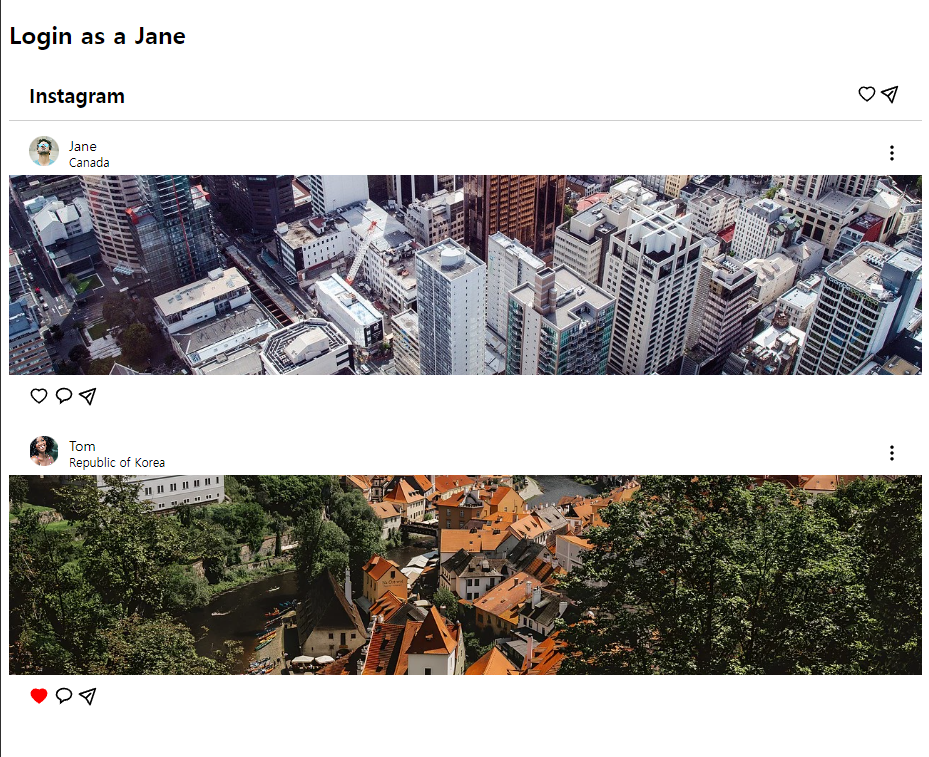 Login as a Jane
Instagram
Jane
Canada
Tom
Republic of Korea